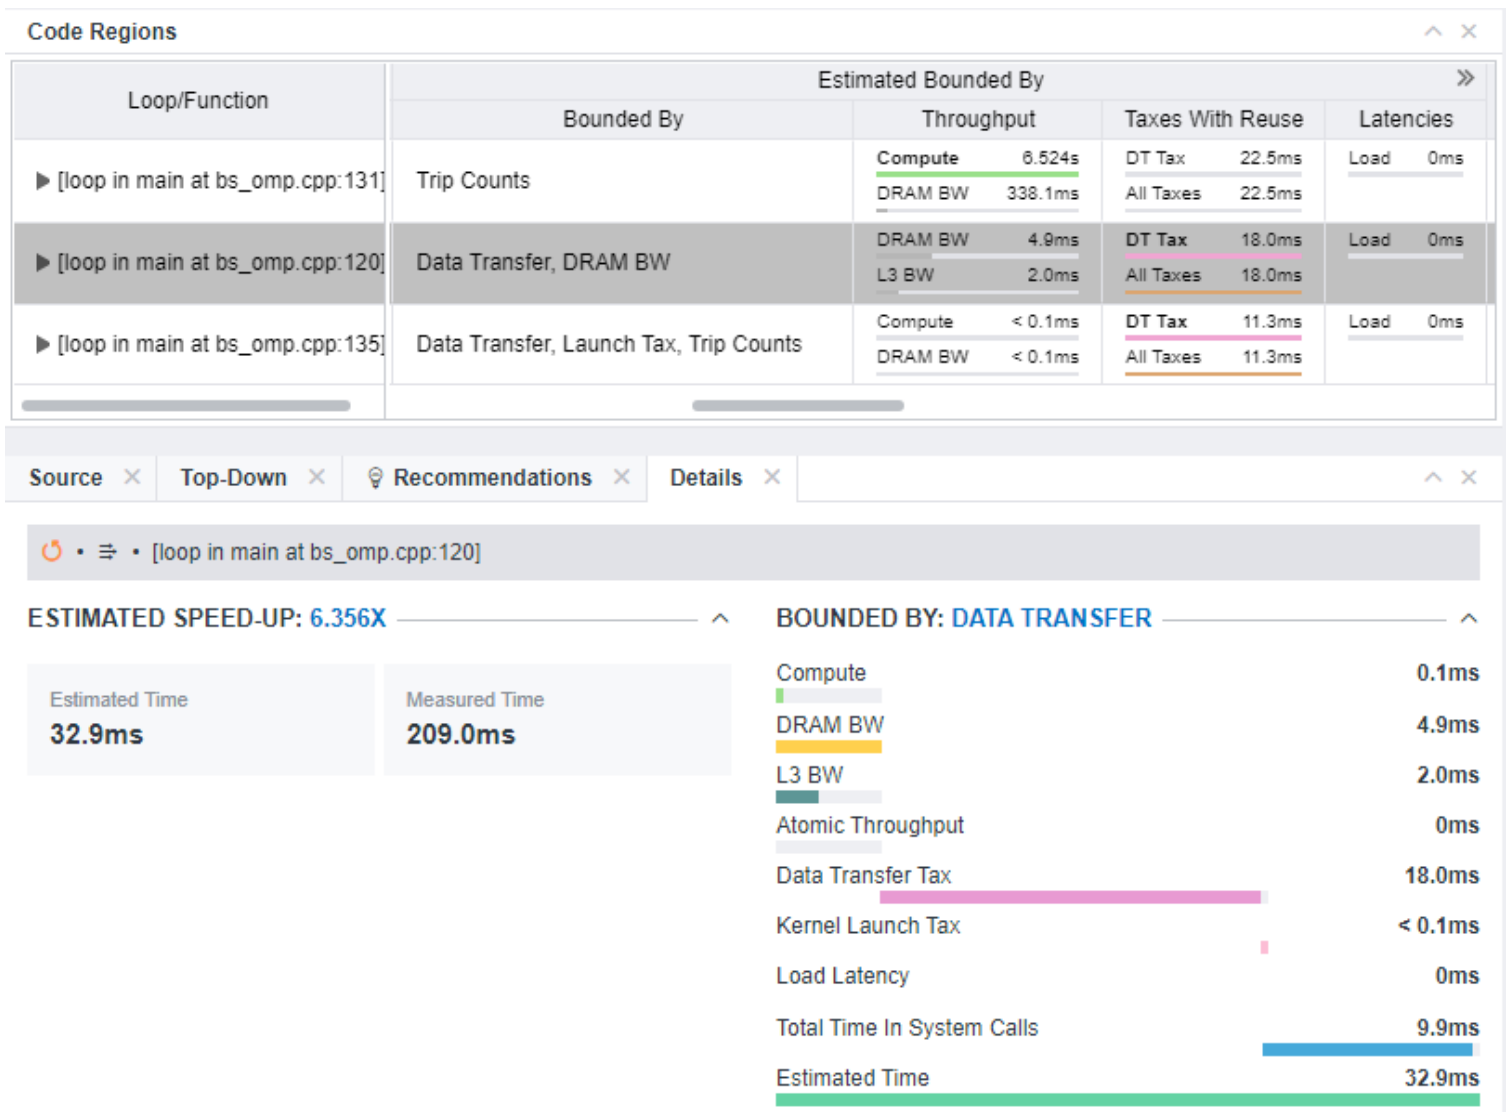 Code Regions
Loop/Function
Estimated Bounded By
Bounded By
Throughput
Taxes With Reuse
Latencies
[loop in main at bs_omp.cpp:131]
Trip Counts
Compute 6.524s
DRAM BW 338.1ms
DT Tax 22.5ms
All Taxes 22.5ms
Load 0ms
[loop in main at bs_omp.cpp:120]
Data Transfer, DRAM BW
DRAM BW 4.9ms
L3 BW 2.0ms
DT Tax 18.0ms
All Taxes 18.0ms
Load 0ms
[loop in main at bs_omp.cpp:135]
Data Transfer, Launch Tax, Trip Counts
Compute < 0.1ms
DRAM BW < 0.1ms
DT Tax 11.3ms
All Taxes 11.3ms
Load 0ms
Source Top-Down Recommendations Details
[loop in main at bs_omp.cpp:120]
ESTIMATED SPEED-UP: 6.356X
Estimated Time
32.9ms
Measured Time
209.0ms
BOUNDED BY: DATA TRANSFER
Compute 0.1ms
DRAM BW 4.9ms
L3 BW 2.0ms
Atomic Throughput 0ms
Data Transfer Tax 18.0ms
Kernel Launch Tax < 0.1ms
Load Latency 0ms
Total Time In System Calls 9.9ms
Estimated Time 32.9ms